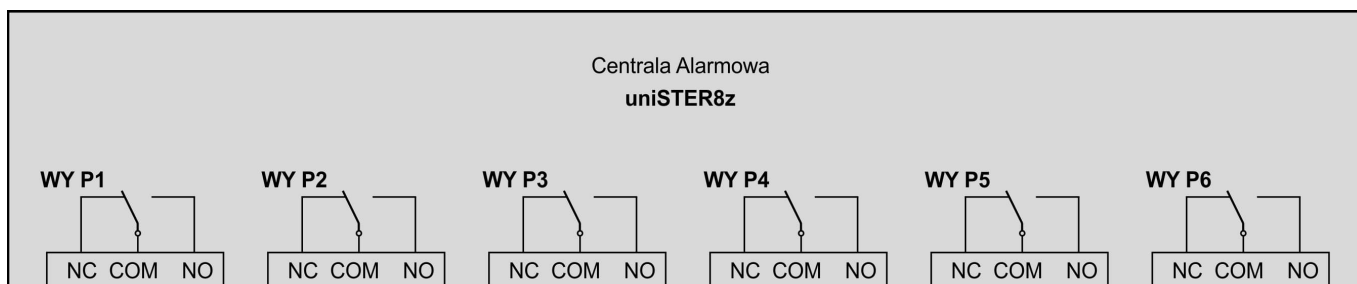 Centrala Alarmowa
uniSTER8z
WY P1 WY P2 WY P3 WY P4 WY P5 WY P6
NC COM NO NC COM NO NC COM NO NC COM NO NC COM NO NC COM NO